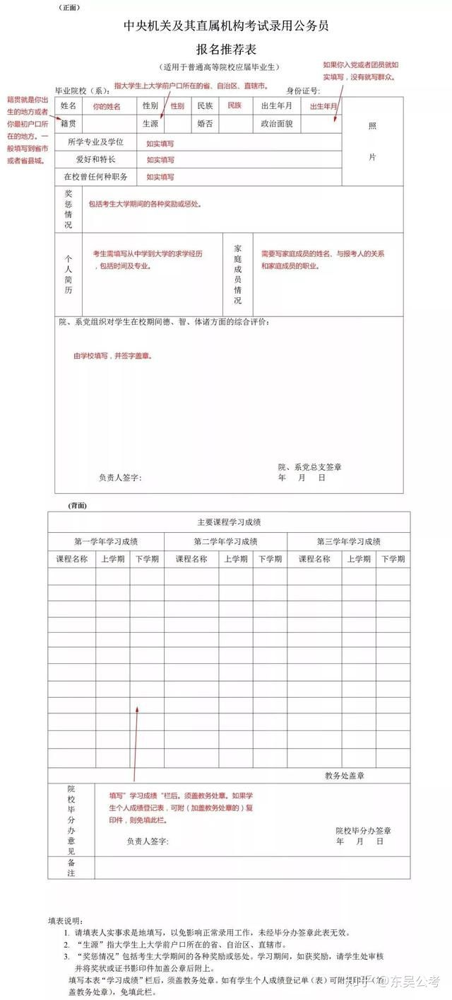 （正面）
中央机关及其直属机构考试录用公务员
报名推荐表
（适用于普通高等院校应届毕业生）
如果你入党或者团员就如
实填写，没有就写群众。
指大学生上大学前户口所在的省、自治区、直辖市。
毕业院校（系）： 身份证号:
籍贯就是你出
生的地方或者
你最初户口所
在的地方。一
般填写到省市
或者省县城。
姓名 你的姓名 性别 性别 民族 民族 出生年月 出生年月
籍贯 生源 婚否 政治面貌
照
片
所学专业及学位 如实填写
爱好和特长 如实填写
在校曾任何种职务 如实填写
奖惩情况 包括考生大学期间的各种奖励或惩处。
个人简历
考生需填写从中学到大学的求学经历
，包括时间及专业。
家庭成员情况
需要写家庭成员的姓名、与报考人的关系
和家庭成员的职业。
院、系党组织对学生在校期间德、智、体诸方面的综合评价：
由学校填写，并签字盖章。
院、系党总支签章
负责人签字： 年 月 日
(背面)
主要课程学习成绩
第一学年学习成绩 第二学年学习成绩 第三学年学习成绩
课程名称 上学期 下学期 课程名称 上学期 下学期 课程名称 上学期 下学期
教务处盖章
院校毕分办意见
填写”学习成绩“栏后。须盖教务处章。如果学
生个人成绩登记表，可附（加盖教务处章的）复
印件，则免填此栏。
院校毕分办签章
负责人签字: 年 月 日
备注
填表说明：
1. 请填表人实事求是地填写，以免影响正常录用工作，未经毕分办签章此表无效。
2. “生源”指大学生上大学前户口所在的省、自治区、直辖市。
3. “奖惩情况”包括考生大学期间的各种奖励或惩处。学习期间，如获奖励，请学生处审核
并将奖状或证书影印件加盖公章后附上。
填写本表“学习成绩”栏后，须盖教务处章。如有学生个人成绩登记单（表）可附复印件（加
盖教务处章），免填此栏。
知乎 @东吴公考